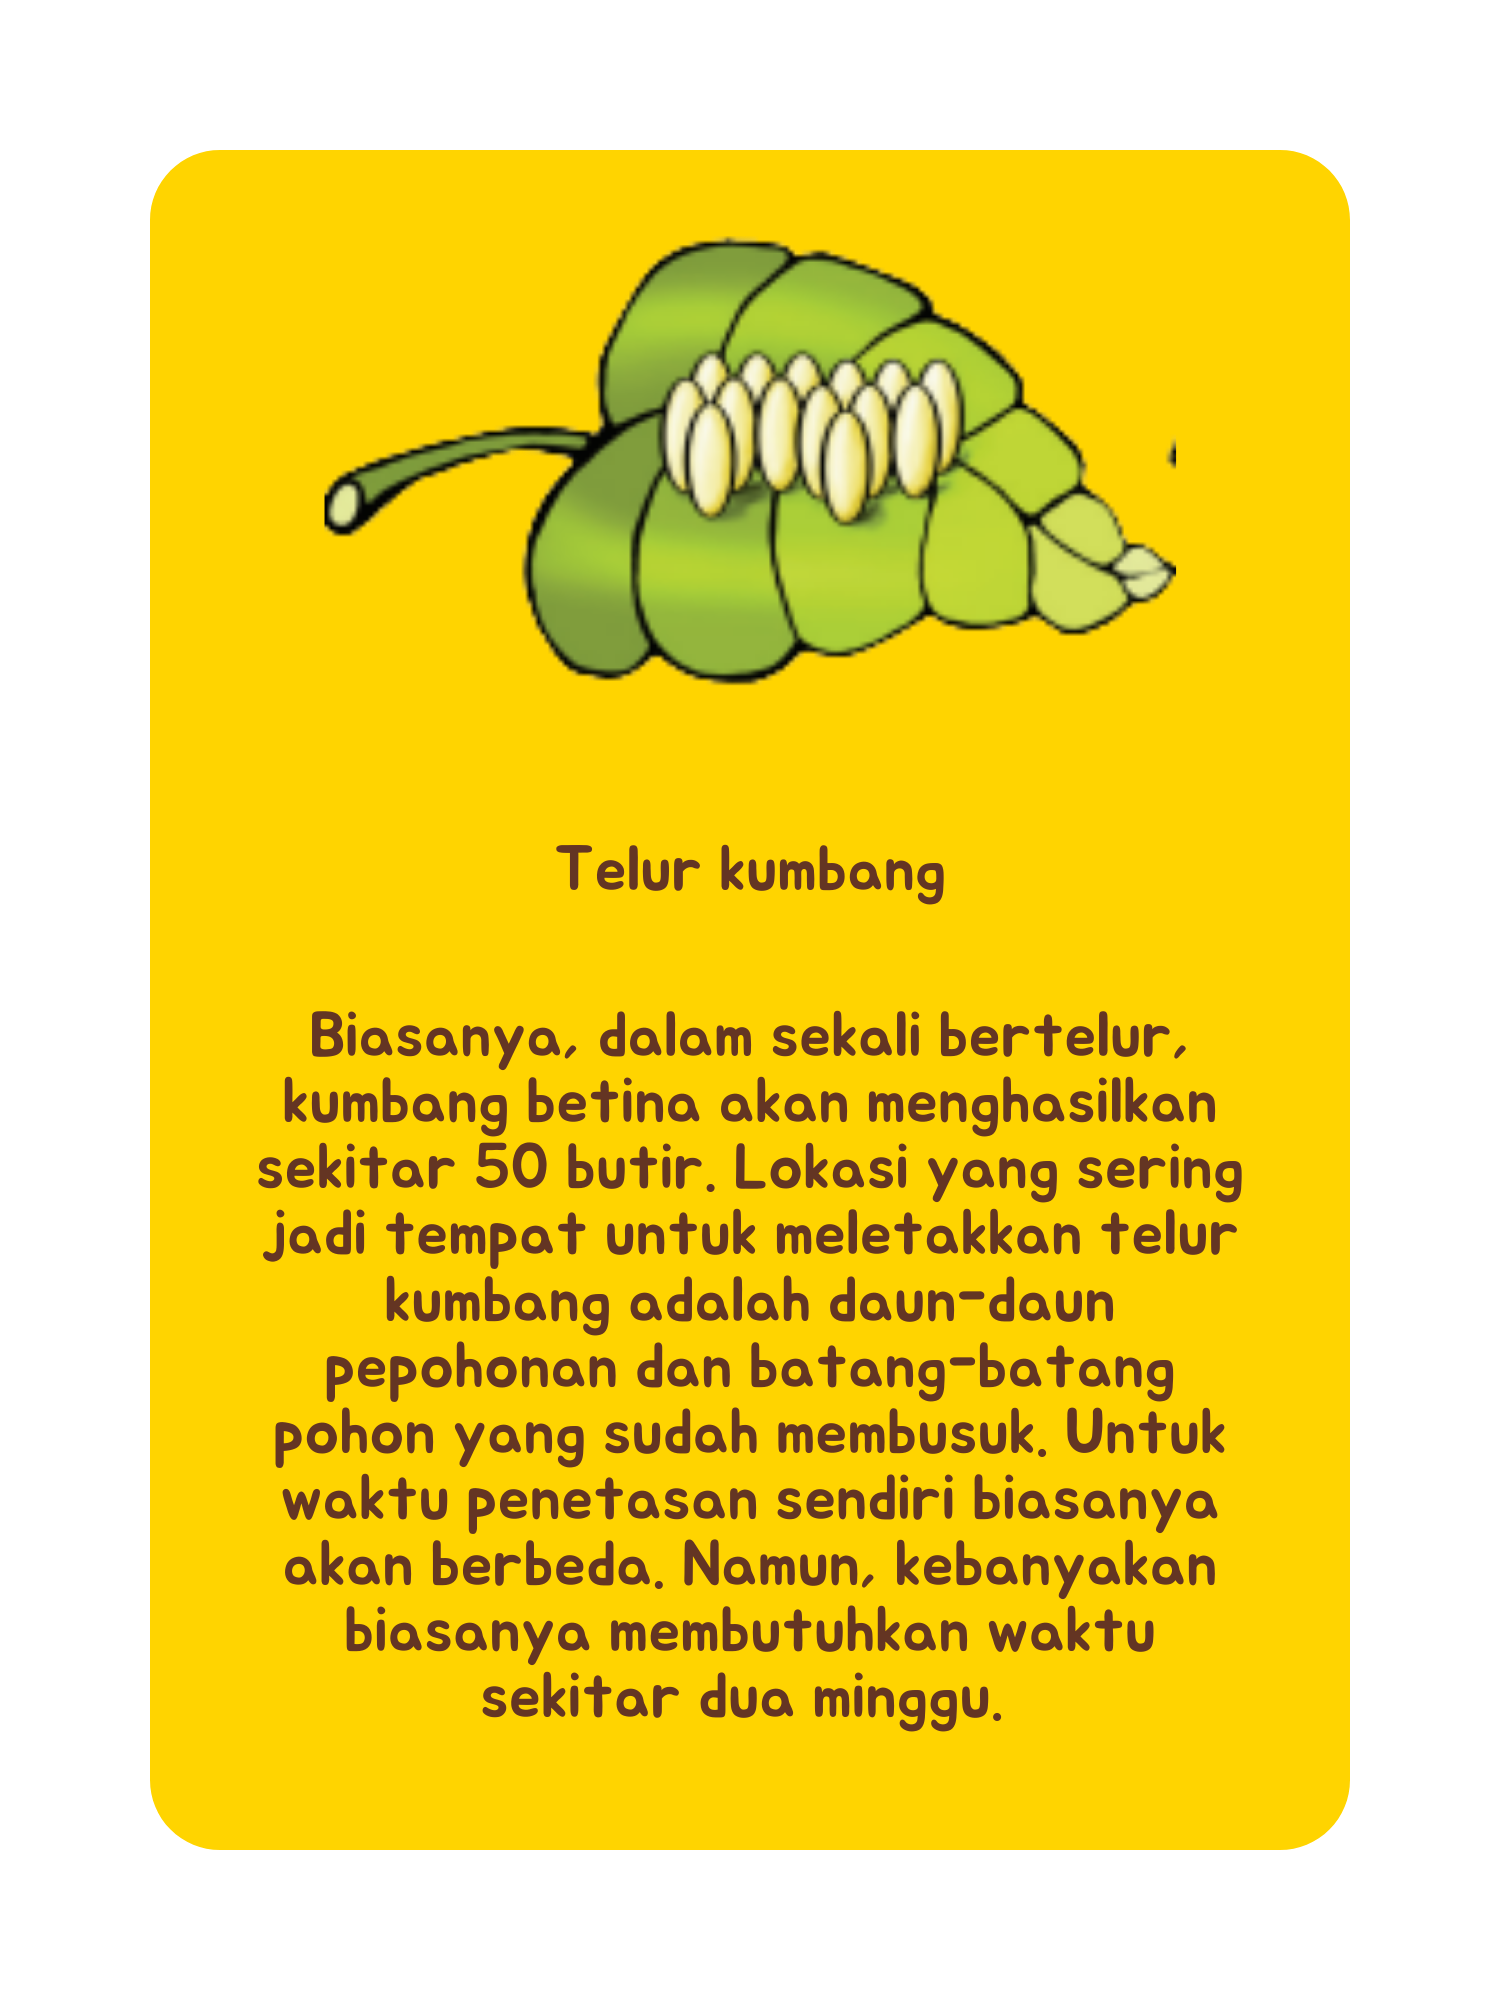 Telur kumbang
Biasanya, dalam sekali bertelur,
kumbang betina akan menghasilkan
sekitar 50 butir. Lokasi yang sering
jadi tempat untuk meletakkan telur
kumbang adalah daun-daun
pepohonan dan batang-batang
pohon yang sudah membusuk. Untuk
waktu penetasan sendiri biasanya
akan berbeda. Namun, kebanyakan
biasanya membutuhkan waktu
sekitar dua minggu.